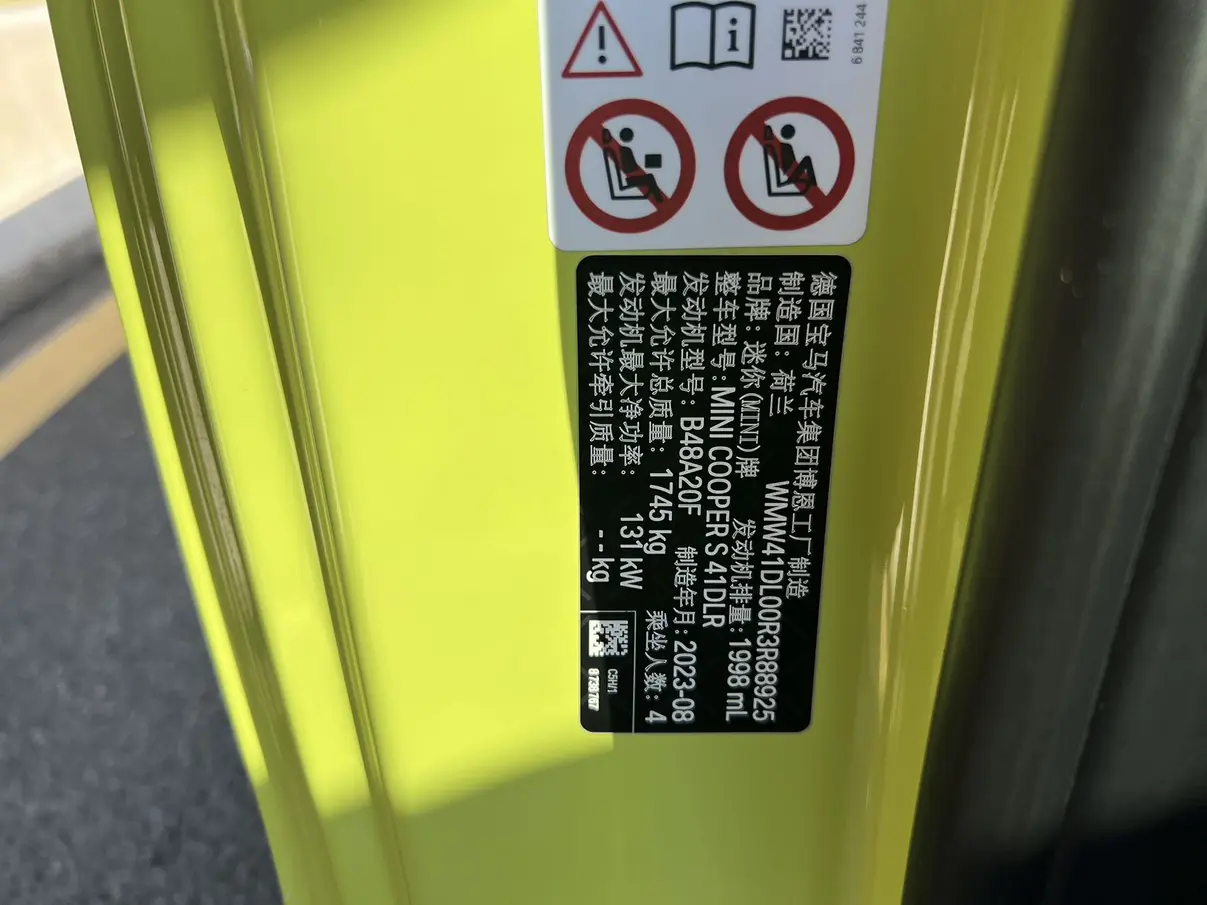 6 841 244
德国宝马汽车集团博恩工厂制造
制造国：荷兰 WMW41DL00R3R88925
品牌：迷你(MINI)牌 发动机排量：1998 mL
整车型号：MINI COOPER S 41DLR
发动机型号：B48A20F 制造年月：2023-08
最大允许总质量：1745 kg 乘坐人数：4
发动机最大净功率：131 kW
最大允许牵引质量：--kg
C5H/1
8738767